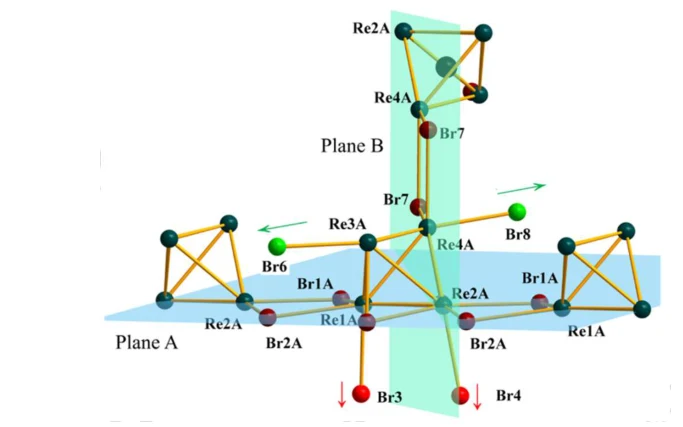 Re2A
Re4A
Br7
Plane B
Br7
Re3A
Br8
Re4A
Br6
Br1A
Br1A
Re2A
Re2A
Re1A
Re1A
Br2A
Br2A
Plane A
Br3
Br4